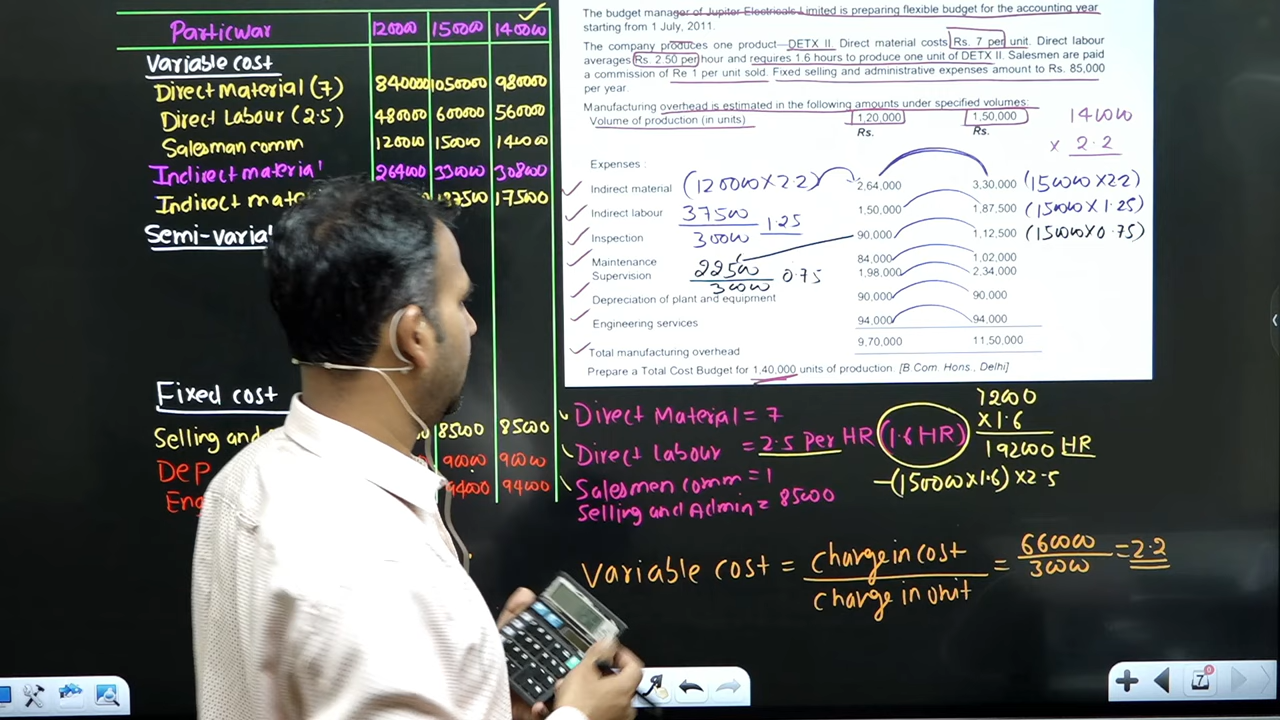 Particular 120000 150000 140000
Variable cost
Direct Material (7) 840000 1050000 980000
Direct Labour (2.5) 480000 600000 560000
Salesman comm 120000 150000 140000
Indirect material 264000 330000 308000
Indirect mate 187500 175000
Semi-varia
Fixed cost
Selling and 85000 85000
Dep 90000 90000
En 94000 94000
The budget manager of Jupiter Electricals Limited is preparing flexible budget for the accounting year
starting from 1 July, 2011.
The company produces one product—DETX II. Direct material costs Rs. 7 per unit. Direct labour
averages Rs. 2.50 per hour and requires 1.6 hours to produce one unit of DETX II. Salesmen are paid
a commission of Re 1 per unit sold. Fixed selling and administrative expenses amount to Rs. 85,000
per year.
Manufacturing overhead is estimated in the following amounts under specified volumes:
Volume of production (in units) 1,20,000 1,50,000
Rs. Rs.
140000
× 2.2
Expenses :
Indirect material (120000×2.2) 2,64,000 3,30,000 (150000×2.2)
Indirect labour 37500 / 30000 1.25 1,50,000 1,87,500 (150000×1.25)
Inspection 90,000 1,12,500 (150000×0.75)
Maintenance 84,000 1,02,000
Supervision 22500 / 30000 0.75 1,98,000 2,34,000
Depreciation of plant and equipment 90,000 90,000
Engineering services 94,000 94,000
Total manufacturing overhead 9,70,000 11,50,000
Prepare a Total Cost Budget for 1,40,000 units of production. [B Com. Hons., Delhi]
Direct Material = 7
Direct Labour = 2.5 Per HR (1.6 HR)
Salesmen comm = 1
Selling and Admin = 85000
×1.6
192000 HR
(150000×1.6)×2.5
Variable cost = change in cost / change in unit = 66000 / 30000 = 2.2
7